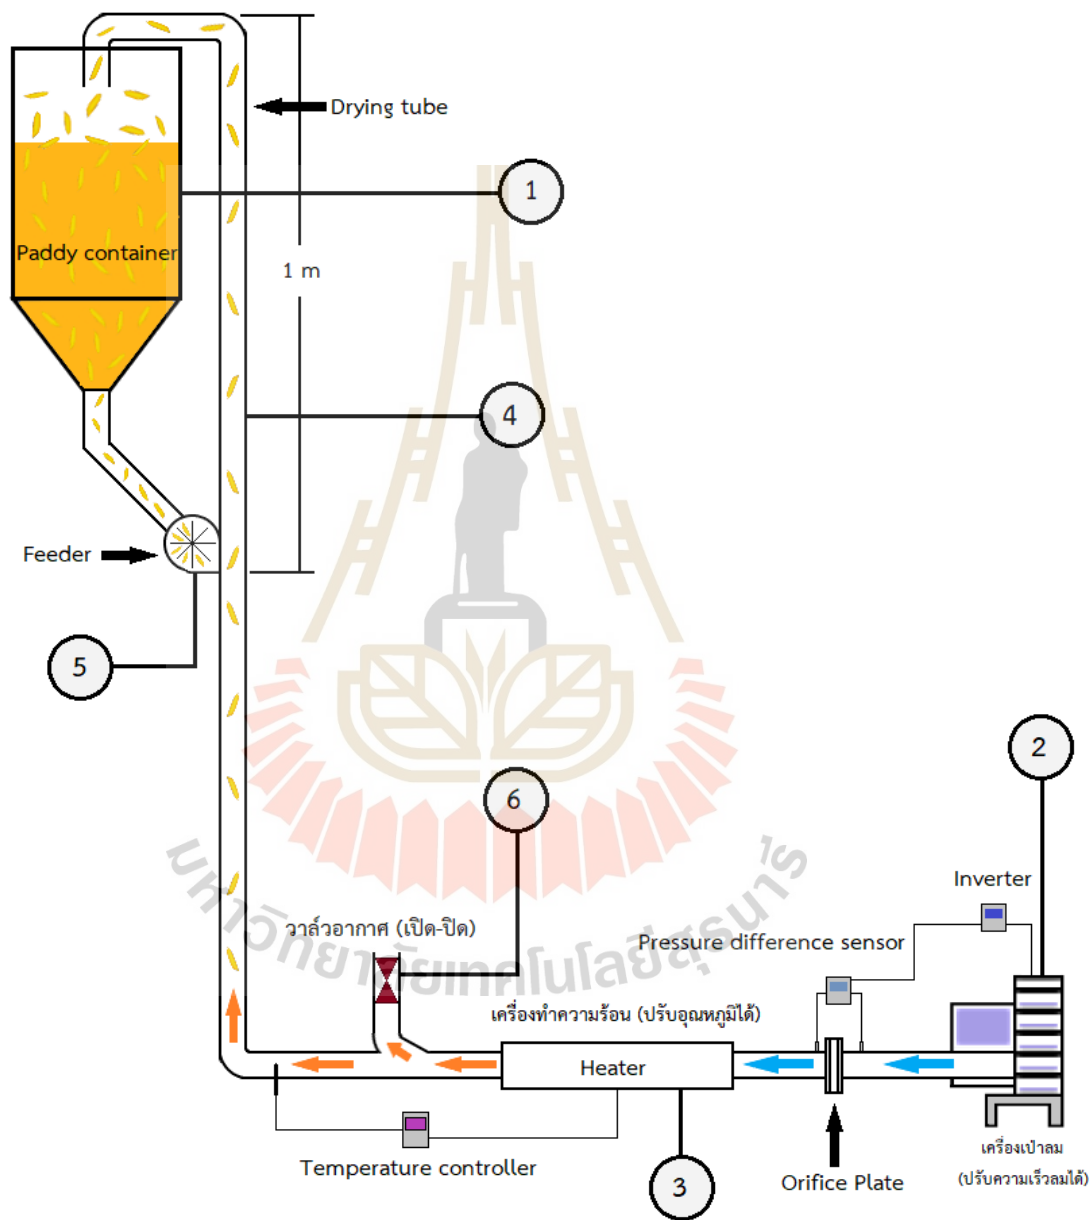 Drying tube
1
Paddy container
1 m
4
Feeder
5
2
6
Inverter
วาล์วอากาศ (เปิด-ปิด)
Pressure difference sensor
มหาวิทยาลัยเทคโนโลยีสุรนารี
เครื่องทำความร้อน (ปรับอุณหภูมิได้)
Heater
เครื่องเป่าลม
(ปรับความเร็วลมได้)
Temperature controller
3
Orifice Plate